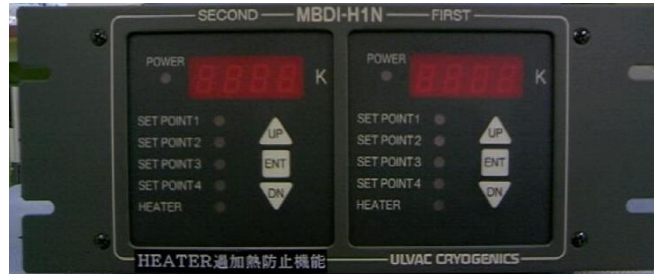 SECOND MBDI-H1N FIRST
POWER
K
SET POINT1
SET POINT2
SET POINT3
SET POINT4
HEATER
UP
ENT
DN
POWER
K
SET POINT1
SET POINT2
SET POINT3
SET POINT4
HEATER
UP
ENT
DN
HEATER過加熱防止機能
ULVAC CRYOGENICS